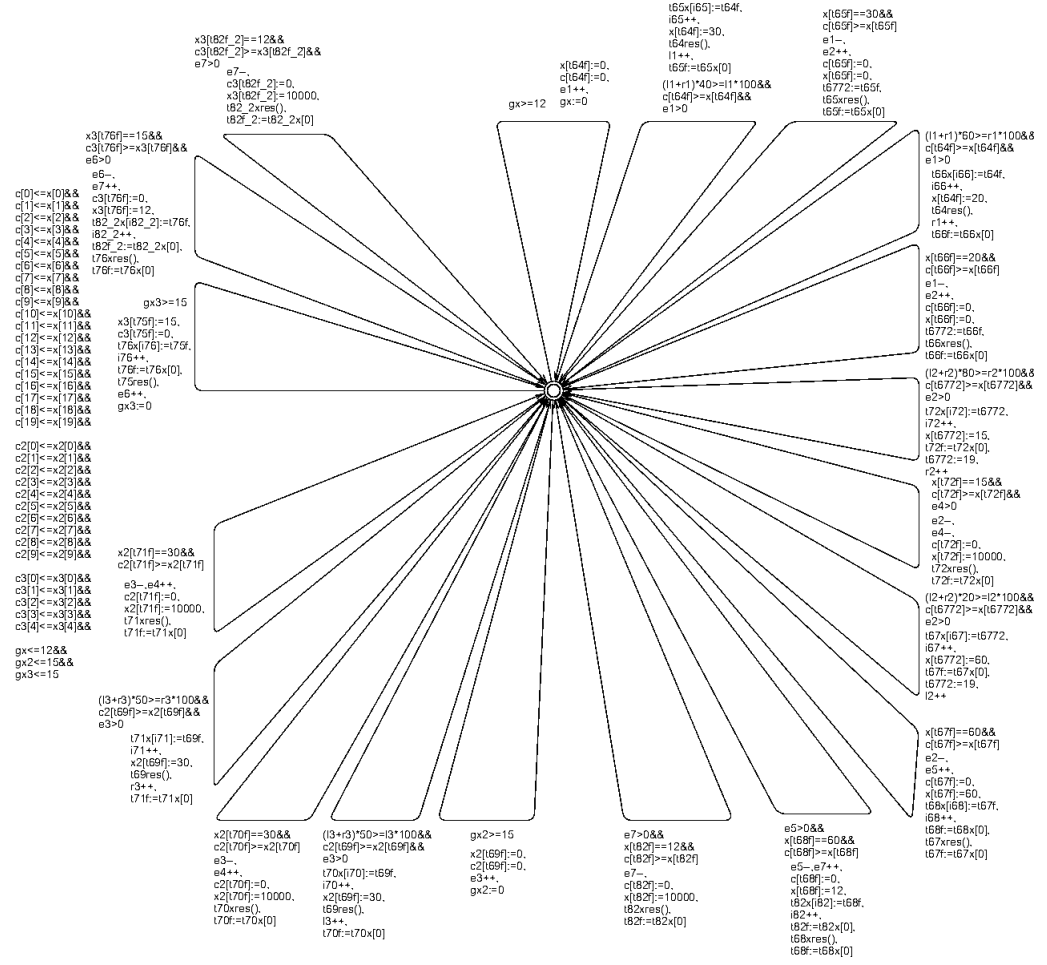 x3[t82f_2]==12&&
c3[t82f_2]>=x3[t82f_2]&&
e7>0
e7--,
c3[t82f_2]:=0,
x3[t82f_2]:=10000,
t82_2xres(),
t82f_2:=t82_2x[0]
gx>=12
x[t64f]:=0,
c[t64f]:=0,
e1++,
gx:=0
t65x[i65]:=t64f,
i65++,
x[t64f]:=30,
t64res(),
l1++,
t65f:=t65x[0]
(l1+r1)*40>=l1*100&&
c[t64f]>=x[t64f]&&
e1>0
x[t65f]==30&&
c[t65f]>=x[t65f]
e1--,
e2++,
c[t65f]:=0,
x[t65f]:=0,
t6772:=t65f,
t65xres(),
t65f:=t65x[0]
(l1+r1)*60>=r1*100&&
c[t64f]>=x[t64f]&&
e1>0
t66x[i66]:=t64f,
i66++,
x[t64f]:=20,
t64res(),
r1++,
t66f:=t66x[0]
x[t66f]==20&&
c[t66f]>=x[t66f]
e1--,
e2++,
c[t66f]:=0,
x[t66f]:=0,
t6772:=t66f,
t66xres(),
t66f:=t66x[0]
(l2+r2)*80>=r2*100&&
c[t6772]>=x[t6772]&&
e2>0
t72x[i72]:=t6772,
i72++,
x[t6772]:=15,
t72f:=t72x[0],
t6772:=19,
r2++
x[t72f]==15&&
c[t72f]>=x[t72f]&&
e4>0
e2--,
e4--,
c[t72f]:=0,
x[t72f]:=10000,
t72xres(),
t72f:=t72x[0]
(l2+r2)*20>=l2*100&&
c[t6772]>=x[t6772]&&
e2>0
t67x[i67]:=t6772,
i67++,
x[t6772]:=60,
t67f:=t67x[0],
t6772:=19,
l2++
x[t67f]==60&&
c[t67f]>=x[t67f]
e2--,
e5++,
c[t67f]:=0,
x[t67f]:=60,
t68x[i68]:=t67f,
i68++,
t68f:=t68x[0],
t67xres(),
t67f:=t67x[0]
x3[t76f]==15&&
c3[t76f]>=x3[t76f]&&
e6>0
e6--,
e7++,
c3[t76f]:=0,
x3[t76f]:=12,
t82_2x[i82_2]:=t76f,
i82_2++,
t82f_2:=t82_2x[0],
t76xres(),
t76f:=t76x[0]
gx3>=15
x3[t75f]:=15,
c3[t75f]:=0,
t76x[i76]:=t75f,
i76++,
t76f:=t76x[0],
t75res(),
e6++,
gx3:=0
c[0]<=x[0]&&
c[1]<=x[1]&&
c[2]<=x[2]&&
c[3]<=x[3]&&
c[4]<=x[4]&&
c[5]<=x[5]&&
c[6]<=x[6]&&
c[7]<=x[7]&&
c[8]<=x[8]&&
c[9]<=x[9]&&
c[10]<=x[10]&&
c[11]<=x[11]&&
c[12]<=x[12]&&
c[13]<=x[13]&&
c[14]<=x[14]&&
c[15]<=x[15]&&
c[16]<=x[16]&&
c[17]<=x[17]&&
c[18]<=x[18]&&
c[19]<=x[19]&&
c2[0]<=x2[0]&&
c2[1]<=x2[1]&&
c2[2]<=x2[2]&&
c2[3]<=x2[3]&&
c2[4]<=x2[4]&&
c2[5]<=x2[5]&&
c2[6]<=x2[6]&&
c2[7]<=x2[7]&&
c2[8]<=x2[8]&&
c2[9]<=x2[9]&&
c3[0]<=x3[0]&&
c3[1]<=x3[1]&&
c3[2]<=x3[2]&&
c3[3]<=x3[3]&&
c3[4]<=x3[4]&&
gx<=12&&
gx2<=15&&
gx3<=15
x2[t71f]==30&&
c2[t71f]>=x2[t71f]
e3--,e4++,
c2[t71f]:=0,
x2[t71f]:=10000,
t71xres(),
t71f:=t71x[0]
(l3+r3)*50>=r3*100&&
c2[t69f]>=x2[t69f]&&
e3>0
t71x[i71]:=t69f,
i71++,
x2[t69f]:=30,
t69res(),
r3++,
t71f:=t71x[0]
x2[t70f]==30&&
c2[t70f]>=x2[t70f]
e3--,
e4++,
c2[t70f]:=0,
x2[t70f]:=10000,
t70xres(),
t70f:=t70x[0]
(l3+r3)*50>=l3*100&&
c2[t69f]>=x2[t69f]&&
e3>0
t70x[i70]:=t69f,
i70++,
x2[t69f]:=30,
t69res(),
l3++,
t70f:=t70x[0]
gx2>=15
x2[t69f]:=0,
c2[t69f]:=0,
e3++,
gx2:=0
e7>0&&
x[t82f]==12&&
c[t82f]>=x[t82f]
e7--,
c[t82f]:=0,
x[t82f]:=10000,
t82xres(),
t82f:=t82x[0]
e5>0&&
x[t68f]==60&&
c[t68f]>=x[t68f]
e5--,e7++,
c[t68f]:=0,
x[t68f]:=12,
t82x[i82]:=t68f,
i82++,
t82f:=t82x[0],
t68xres(),
t68f:=t68x[0]